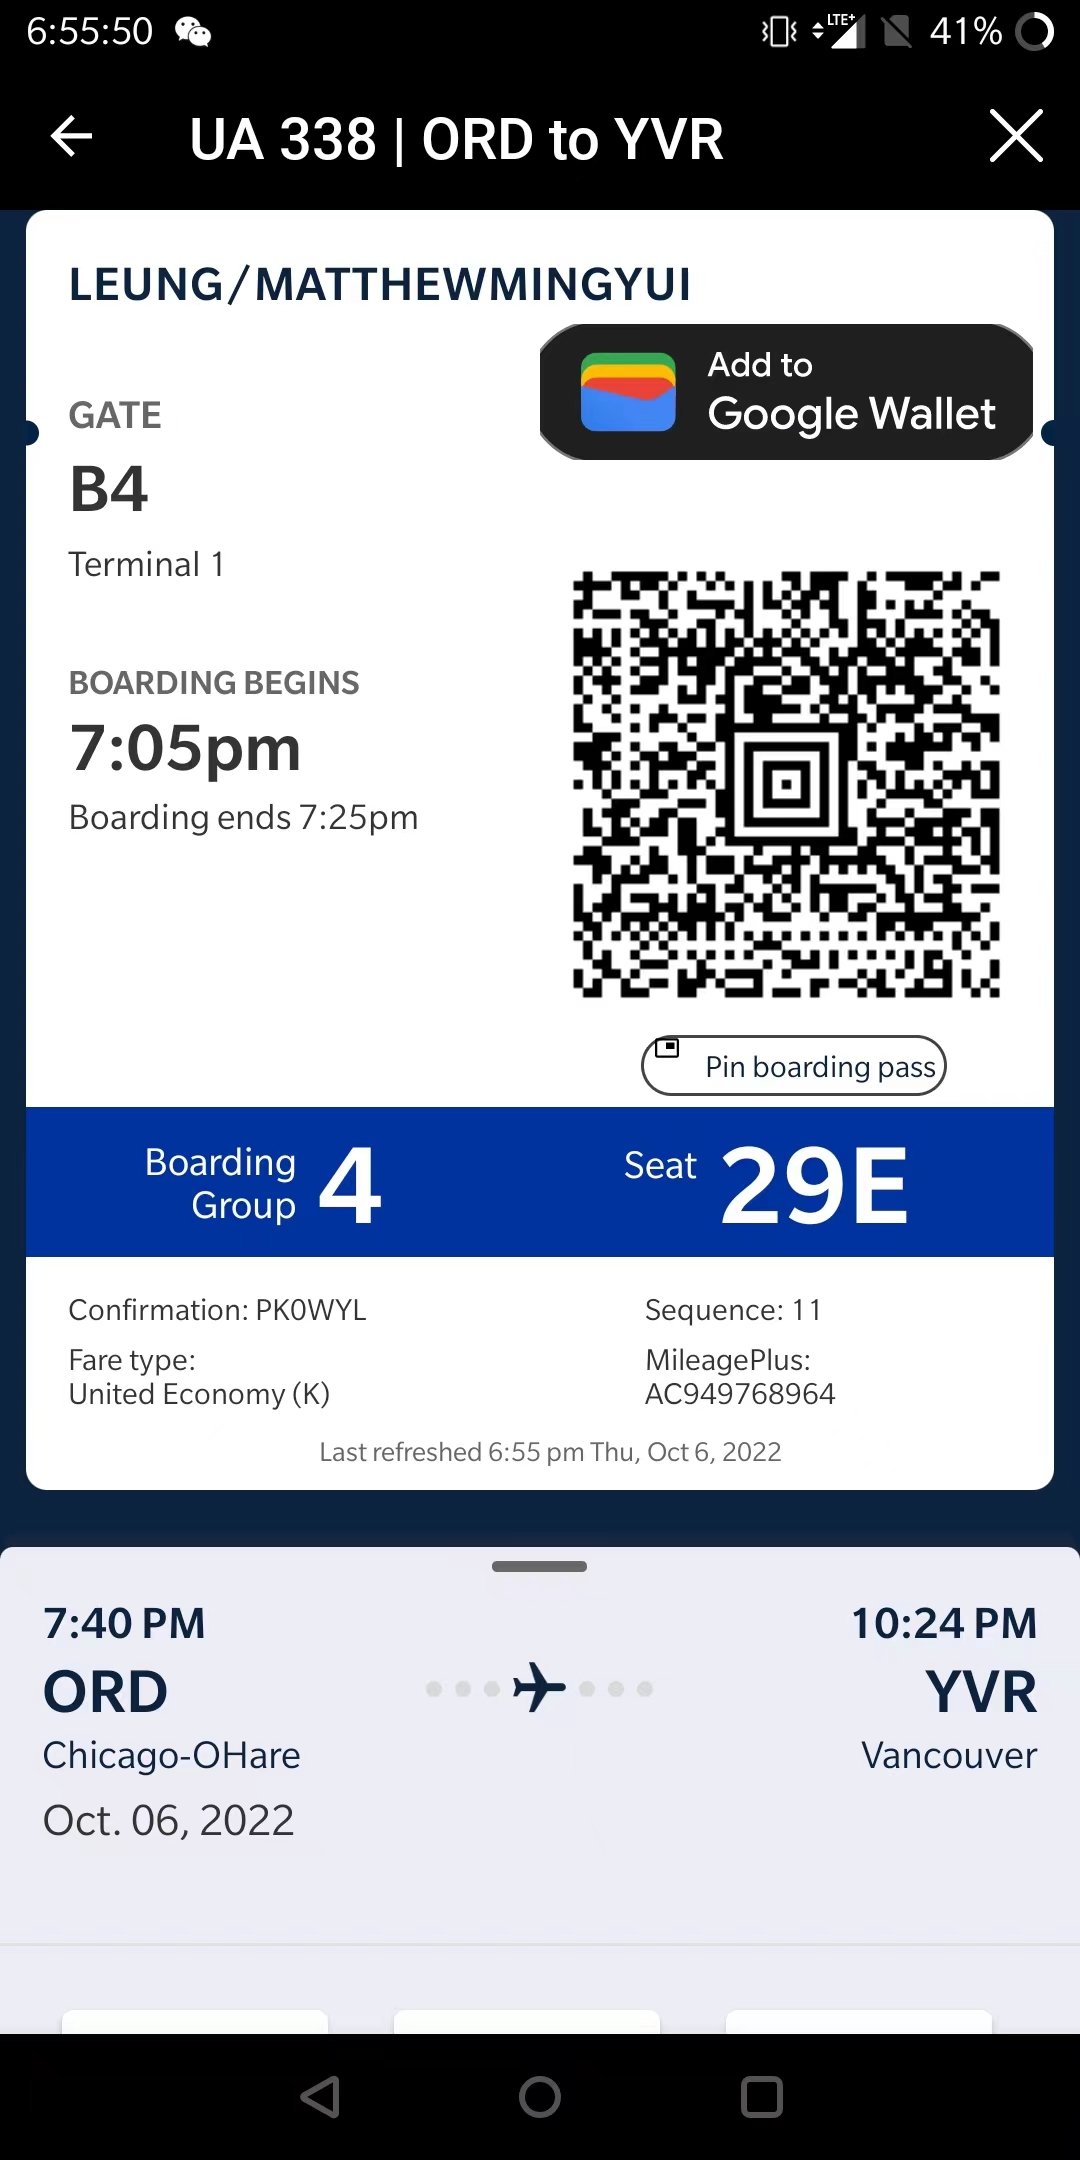 6:55:50
LTE+
41%
UA 338 | ORD to YVR
LEUNG/MATTHEWMINGYUI
Add to
Google Wallet
GATE
B4
Terminal 1
BOARDING BEGINS
7:05pm
Boarding ends 7:25pm
Pin boarding pass
Boarding
Group
4
Seat
29E
Confirmation: PK0WYL
Sequence: 11
Fare type:
United Economy (K)
MileagePlus:
AC949768964
Last refreshed 6:55 pm Thu, Oct 6, 2022
7:40 PM
10:24 PM
ORD
YVR
Chicago-OHare
Vancouver
Oct. 06, 2022